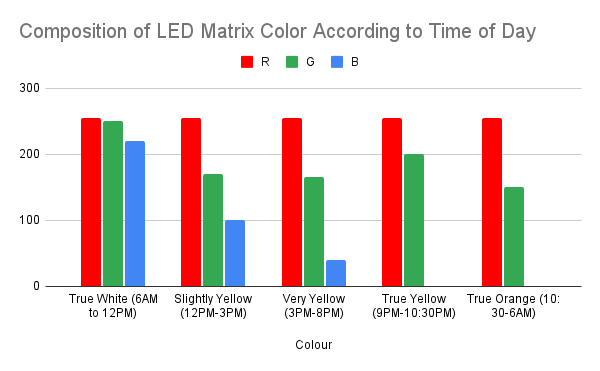 Composition of LED Matrix Color According to Time of Day
R G B
300
200
100
0
True White (6AM
to 12PM)
Slightly Yellow
(12PM-3PM)
Very Yellow
(3PM-8PM)
True Yellow
(9PM-10:30PM)
True Orange (10:
30-6AM)
Colour